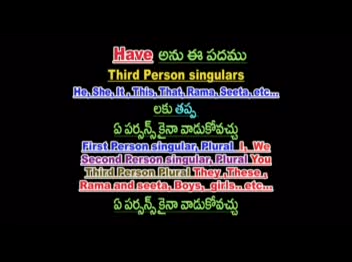 Have అను ఈ పదము
Third Person singulars
He, She, It , This, That, Rama, Seeta, etc...
లకు తప్ప
ఏ పర్సన్స్ కైనా వాడుకోవచ్చు
First Person singular, Plural I, We
Second Person singular, Plural You
Third Person Plural They ,These ,
Rama and seeta, Boys, girls.. etc...
ఏ పర్సన్స్ కైనా వాడుకోవచ్చు